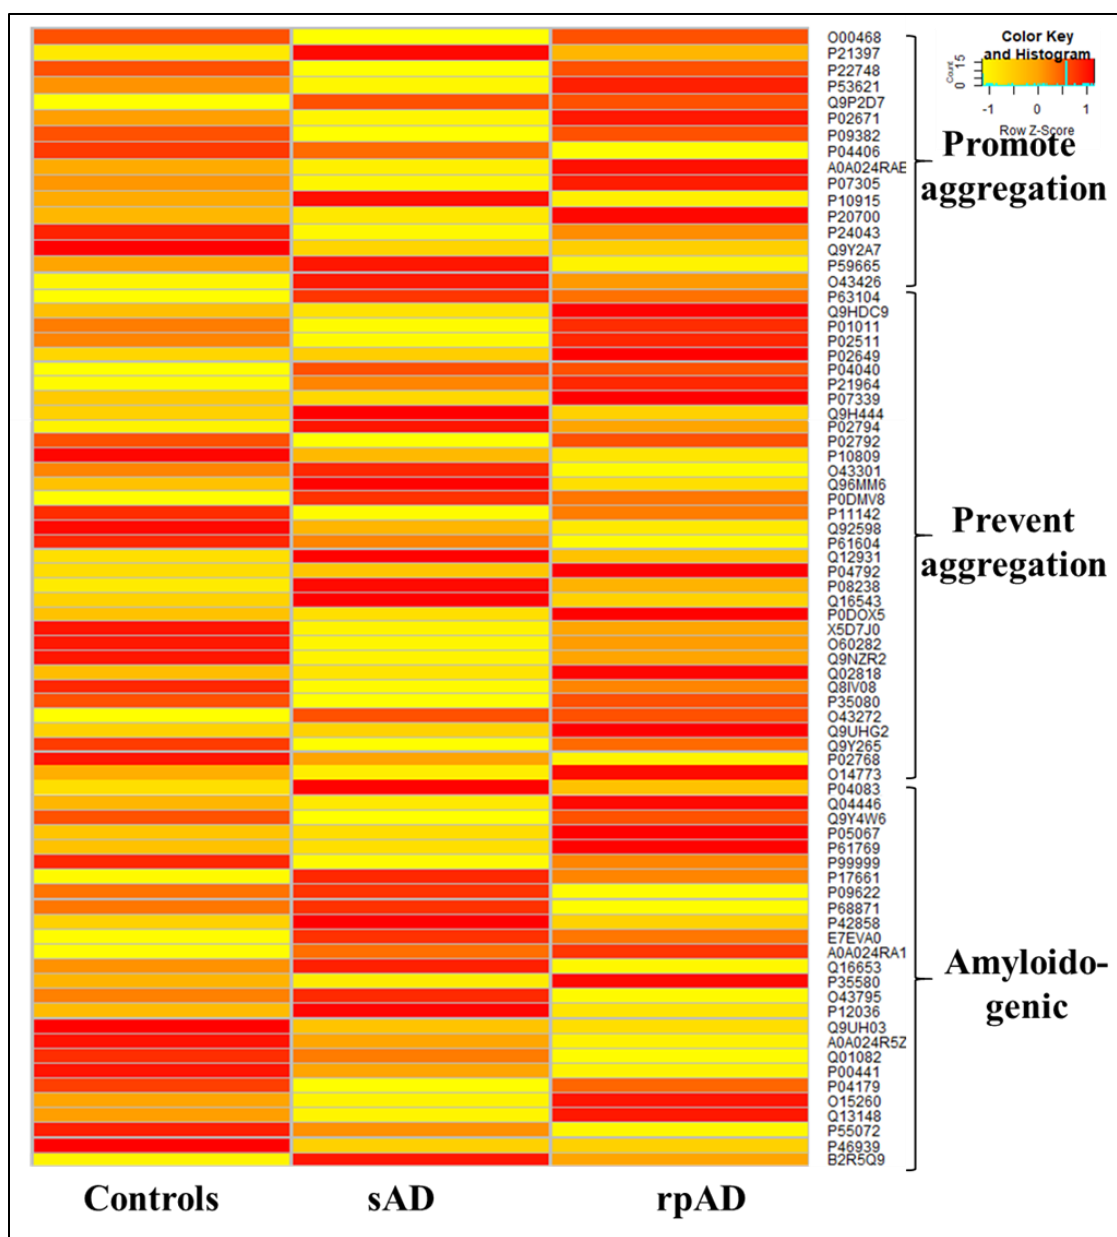 O00468
P21397
P22748
P53621
Q9P2D7
P02671
P09382
P04406
A0A024RAE
P07305
P10915
P20700
P24043
Q9Y2A7
P59665
O43426
P63104
Q9HDC9
P01011
P02511
P02649
P04040
P21964
P07339
Q9H444
P02794
P02792
P10809
O43301
Q96MM6
P0DMV8
P11142
Q92598
P61604
Q12931
P04792
P08238
Q16543
P0DOX5
X5D7J0
O60282
Q9NZR2
Q02818
Q8IV08
P35080
O43272
Q9UHG2
Q9Y265
P02768
O14773
P04083
Q04446
Q9Y4W6
P05067
P61769
P99999
P17661
P09622
P68871
P42858
E7EVA0
A0A024RA1
Q16653
P35580
O43795
P12036
Q9UH03
A0A024R5Z
Q01082
P00441
P04179
O15260
Q13148
P55072
P46939
B2R5Q9
Color Key
and Histogram
Count
0 15
-1 0 1
Row Z-Score
Promote
aggregation
Prevent
aggregation
Amyloido-
genic
Controls sAD rpAD